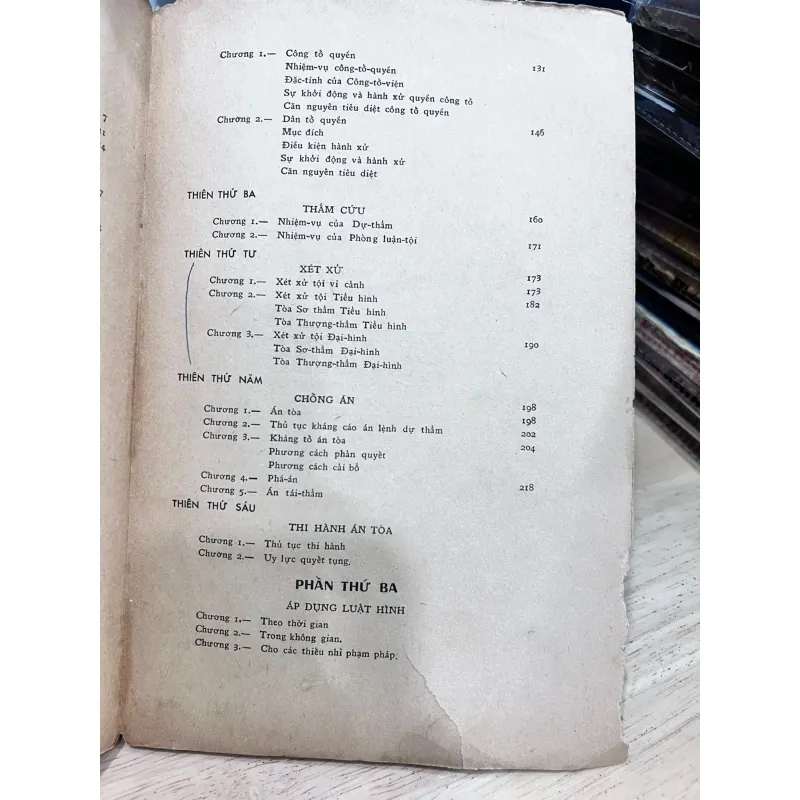 7
31
4
7
Chương 1.— Công tố quyền
Nhiệm-vụ công-tố-quyền 131
Đặc-tính của Công-tố-viện
Sự khởi động và hành xử quyền công tố
Căn nguyên tiêu diệt công tố quyền
Chương 2.— Dân tố quyền
Mục đích 146
Điều kiện hành xử
Sự khởi động và hành xử
Căn nguyên tiêu diệt
THIÊN THỨ BA
THẨM CỨU
Chương 1.— Nhiệm-vụ của Dự-thẩm 160
Chương 2.— Nhiệm-vụ của Phòng luận-tội 171
THIÊN THỨ TƯ
XÉT XỬ
Chương 1.— Xét xử tội vi cảnh 173
Chương 2.— Xét xử tội Tiểu hình 173
Tòa Sơ thẩm Tiểu hình 182
Tòa Thượng-thẩm Tiểu hình
Chương 3.— Xét xử tội Đại-hình
Tòa Sơ-thẩm Đại-hình 190
Tòa Thượng-thẩm Đại-hình
THIÊN THỨ NĂM
CHỐNG ÁN
Chương 1.— Án tòa 198
Chương 2.— Thủ tục kháng cáo án lệnh dự thẩm 198
Chương 3.— Kháng tố án tòa 202
Phương cách phản quyết 204
Phương cách cải bổ
Chương 4.— Phá-án
Chương 5.— Án tái-thẩm 218
THIÊN THỨ SÁU
THI HÀNH ÁN TÒA
Chương 1.— Thủ tục thi hành
Chương 2.— Uy lực quyết tụng.
PHẦN THỨ BA
ÁP DỤNG LUẬT HÌNH
Chương 1.— Theo thời gian
Chương 2.— Trong không gian.
Chương 3.— Cho các thiếu nhi phạm pháp.